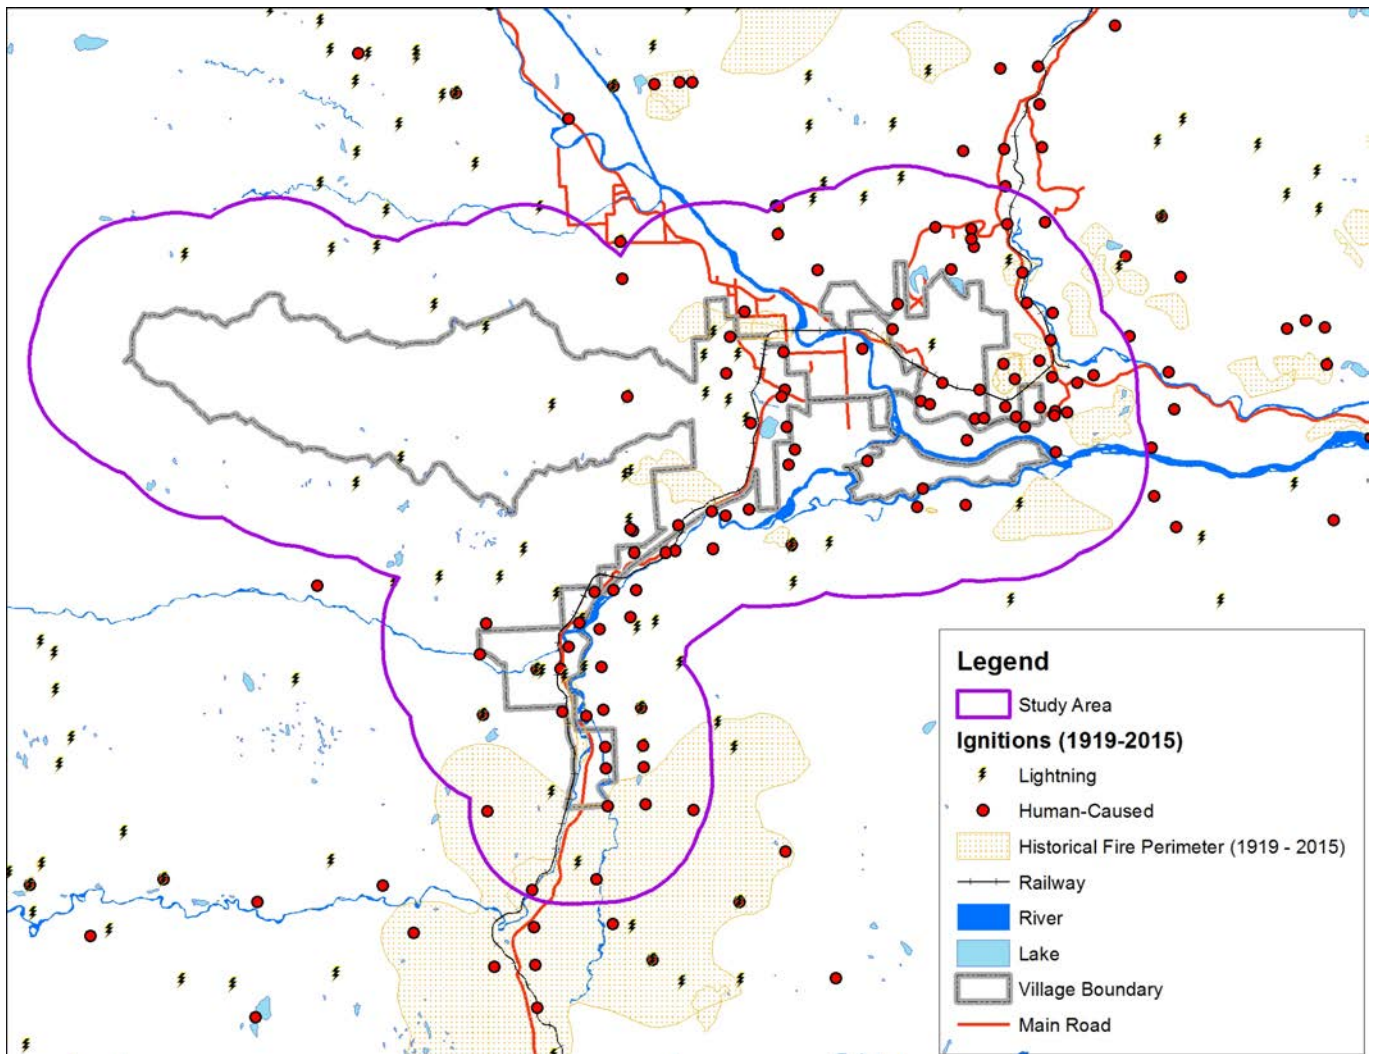 Legend
Study Area
Ignitions (1919-2015)
Lightning
Human-Caused
Historical Fire Perimeter (1919 - 2015)
Railway
River
Lake
Village Boundary
Main Road